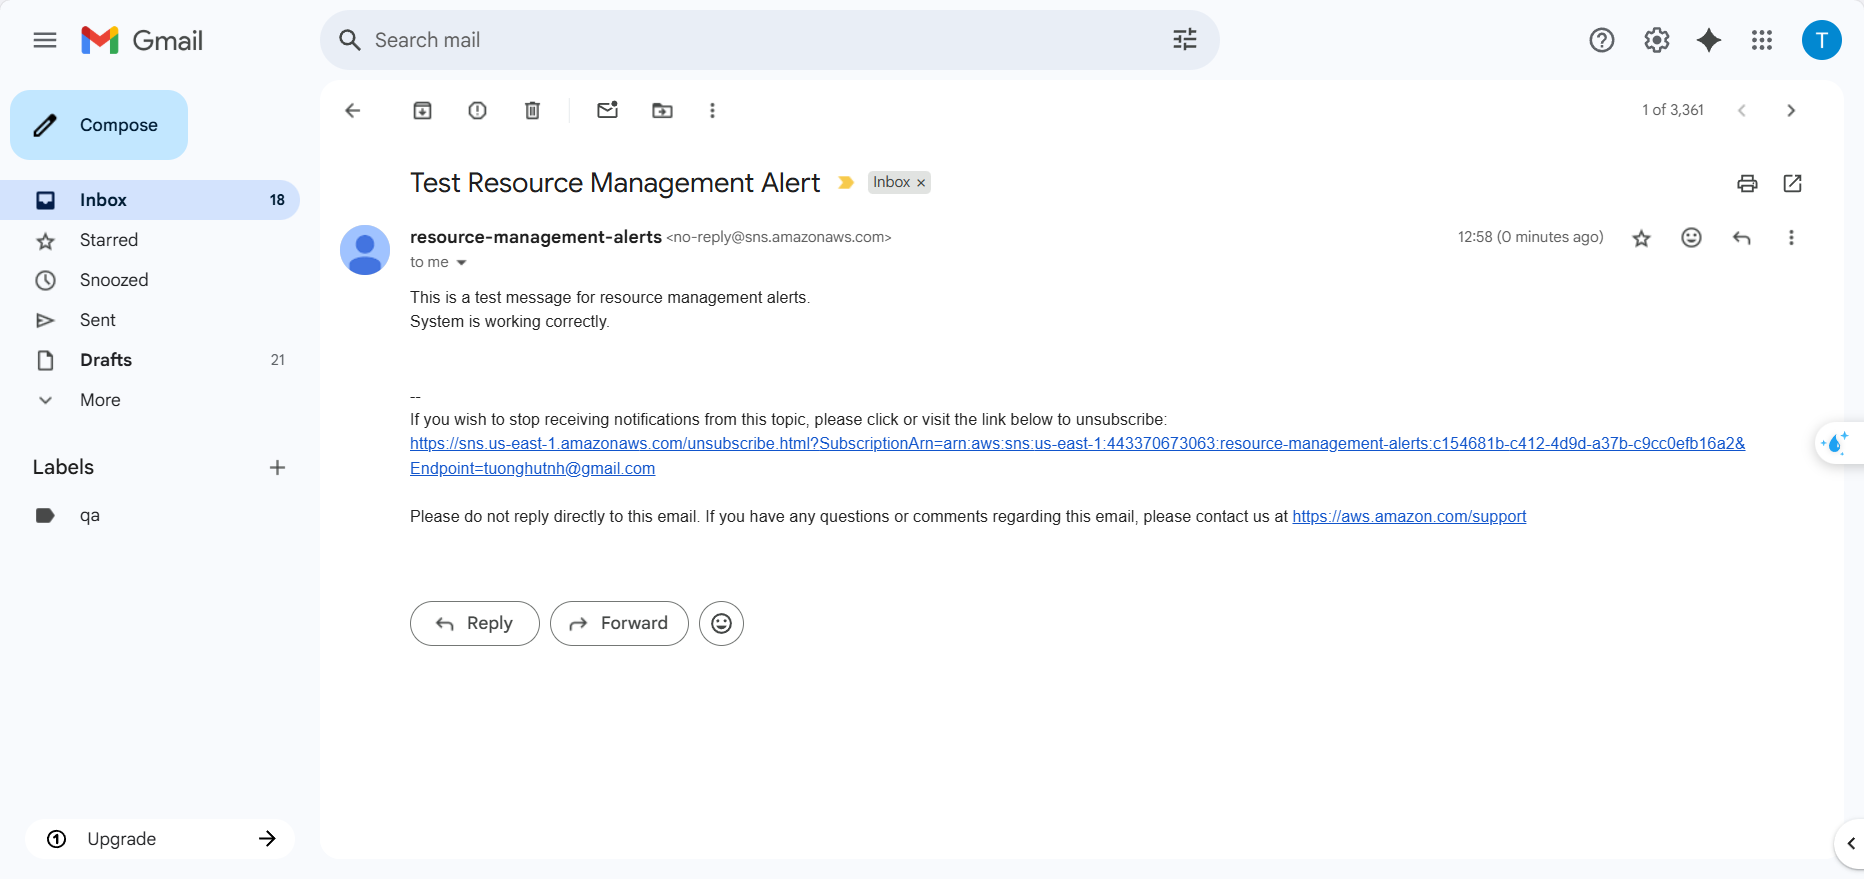 Gmail
Search mail
T
Compose
1 of 3,361
Inbox 18
Starred
Snoozed
Sent
Drafts 21
More
Labels
qa
Upgrade
Test Resource Management Alert
Inbox ×
resource-management-alerts <no-reply@sns.amazonaws.com>
12:58 (0 minutes ago)
to me
This is a test message for resource management alerts.
System is working correctly.
--
If you wish to stop receiving notifications from this topic, please click or visit the link below to unsubscribe:
https://sns.us-east-1.amazonaws.com/unsubscribe.html?SubscriptionArn=arn:aws:sns:us-east-1:443370673063:resource-management-alerts:c154681b-c412-4d9d-a37b-c9cc0efb16a2&
Endpoint=tuonghutnh@gmail.com
Please do not reply directly to this email. If you have any questions or comments regarding this email, please contact us at https://aws.amazon.com/support
Reply
Forward